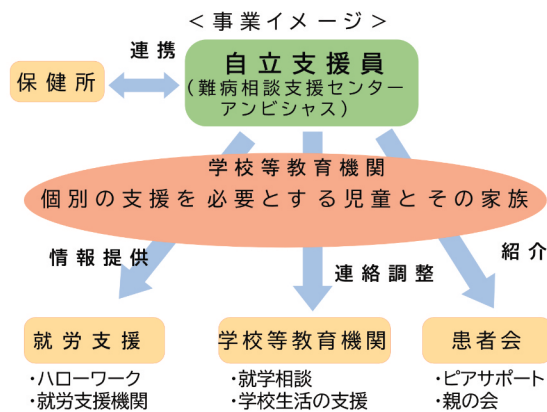 ＜事業イメージ＞
連携
保健所
自立支援員
（難病相談支援センター
アンビシャス）
学校等教育機関
個別の支援を必要とする児童とその家族
情報提供
連絡調整
紹介
就労支援
・ハローワーク
・就労支援機関
学校等教育機関
・就学相談
・学校生活の支援
患者会
・ピアサポート
・親の会